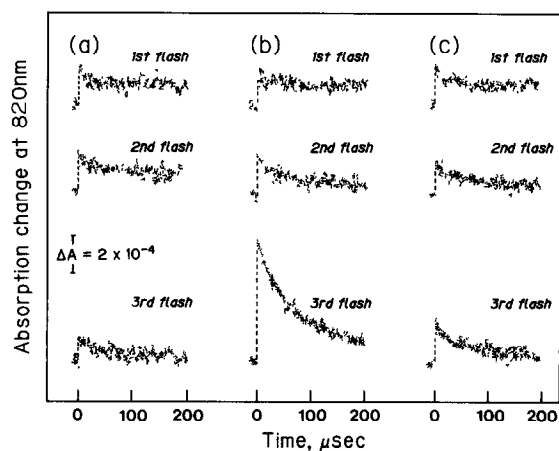 Absorption change at 820nm
(a) (b) (c)
1st flash 1st flash 1st flash
2nd flash 2nd flash 2nd flash
ΔA = 2 x 10⁻⁴
3rd flash 3rd flash 3rd flash
0 100 200 0 100 200 0 100 200
Time, μsec